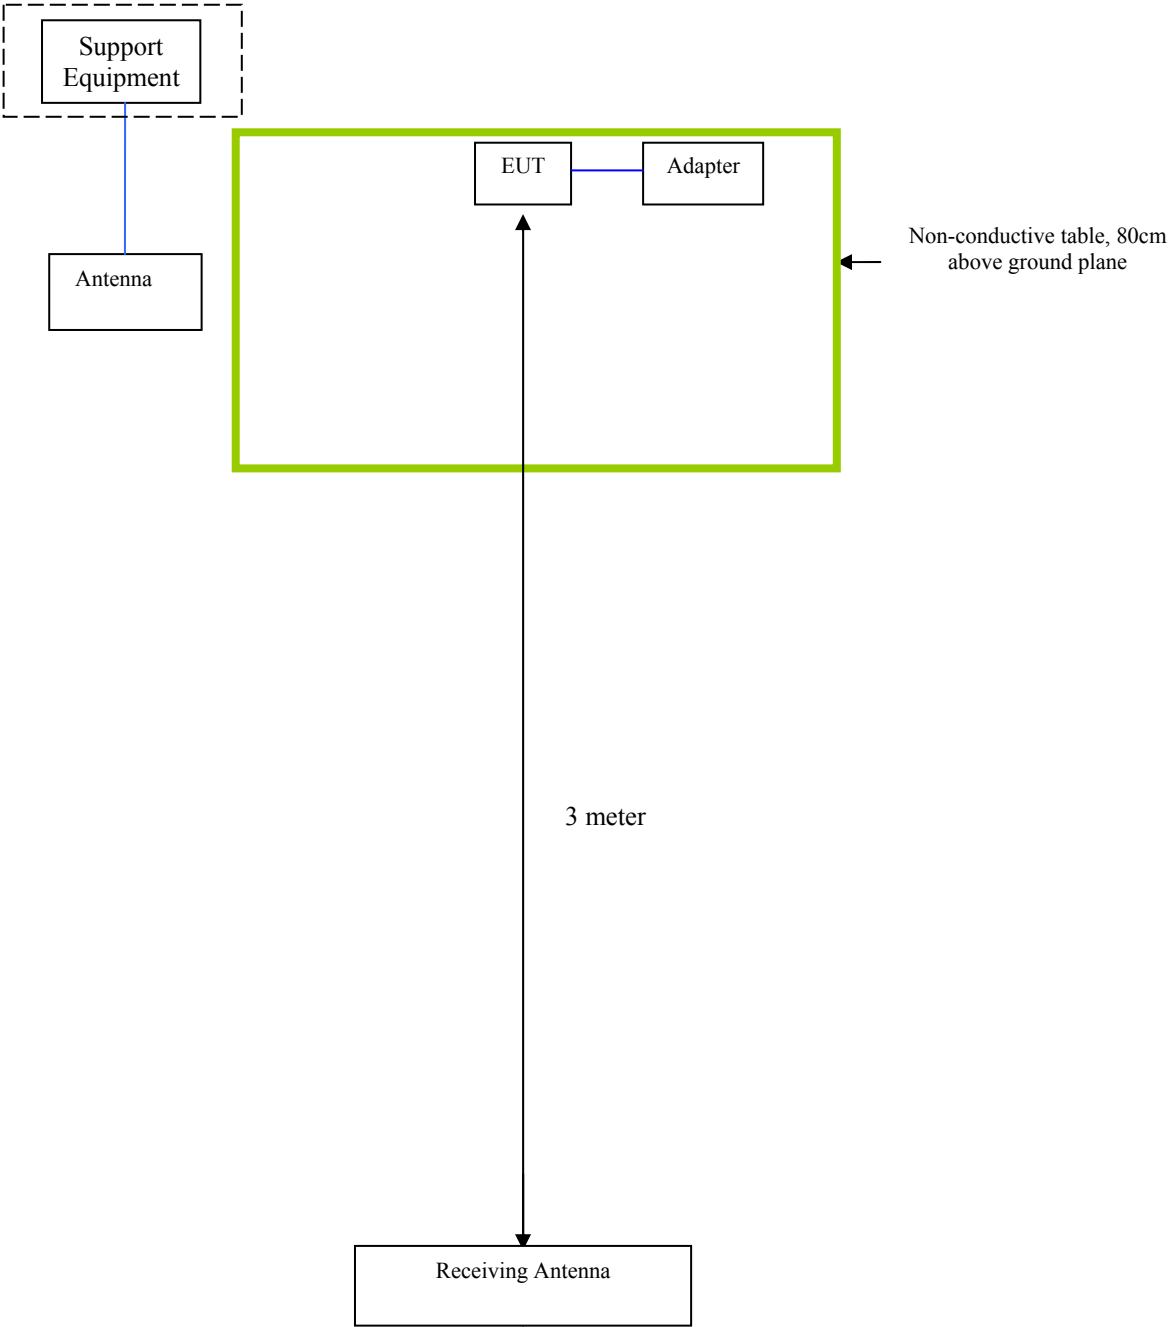 Support
Equipment
EUT
Adapter
Non-conductive table, 80cm
above ground plane
Antenna
3 meter
Receiving Antenna